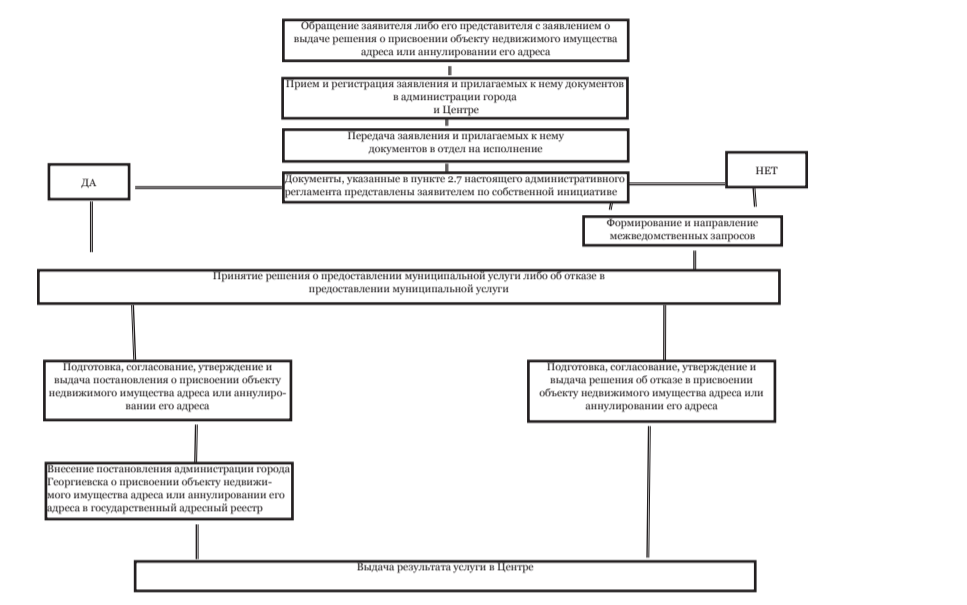 Обращение заявителя либо его представителя с заявлением о
выдаче решения о присвоении объекту недвижимого имущества
адреса или аннулировании его адреса
Прием и регистрация заявления и прилагаемых к нему документов
в администрации города
и Центре
Передача заявления и прилагаемых к нему
документов в отдел на исполнение
ДА
Документы, указанные в пункте 2.7 настоящего административного
регламента представлены заявителем по собственной инициативе
НЕТ
Формирование и направление
межведомственных запросов
Принятие решения о предоставлении муниципальной услуги либо об отказе в
предоставлении муниципальной услуги
Подготовка, согласование, утверждение и
выдача постановления о присвоении объекту
недвижимого имущества адреса или аннулиро-
вании его адреса
Подготовка, согласование, утверждение и
выдача решения об отказе в присвоении
объекту недвижимого имущества адреса или
аннулировании его адреса
Внесение постановления администрации города
Георгиевска о присвоении объекту недвижи-
мого имущества адреса или аннулировании его
адреса в государственный адресный реестр
Выдача результата услуги в Центре